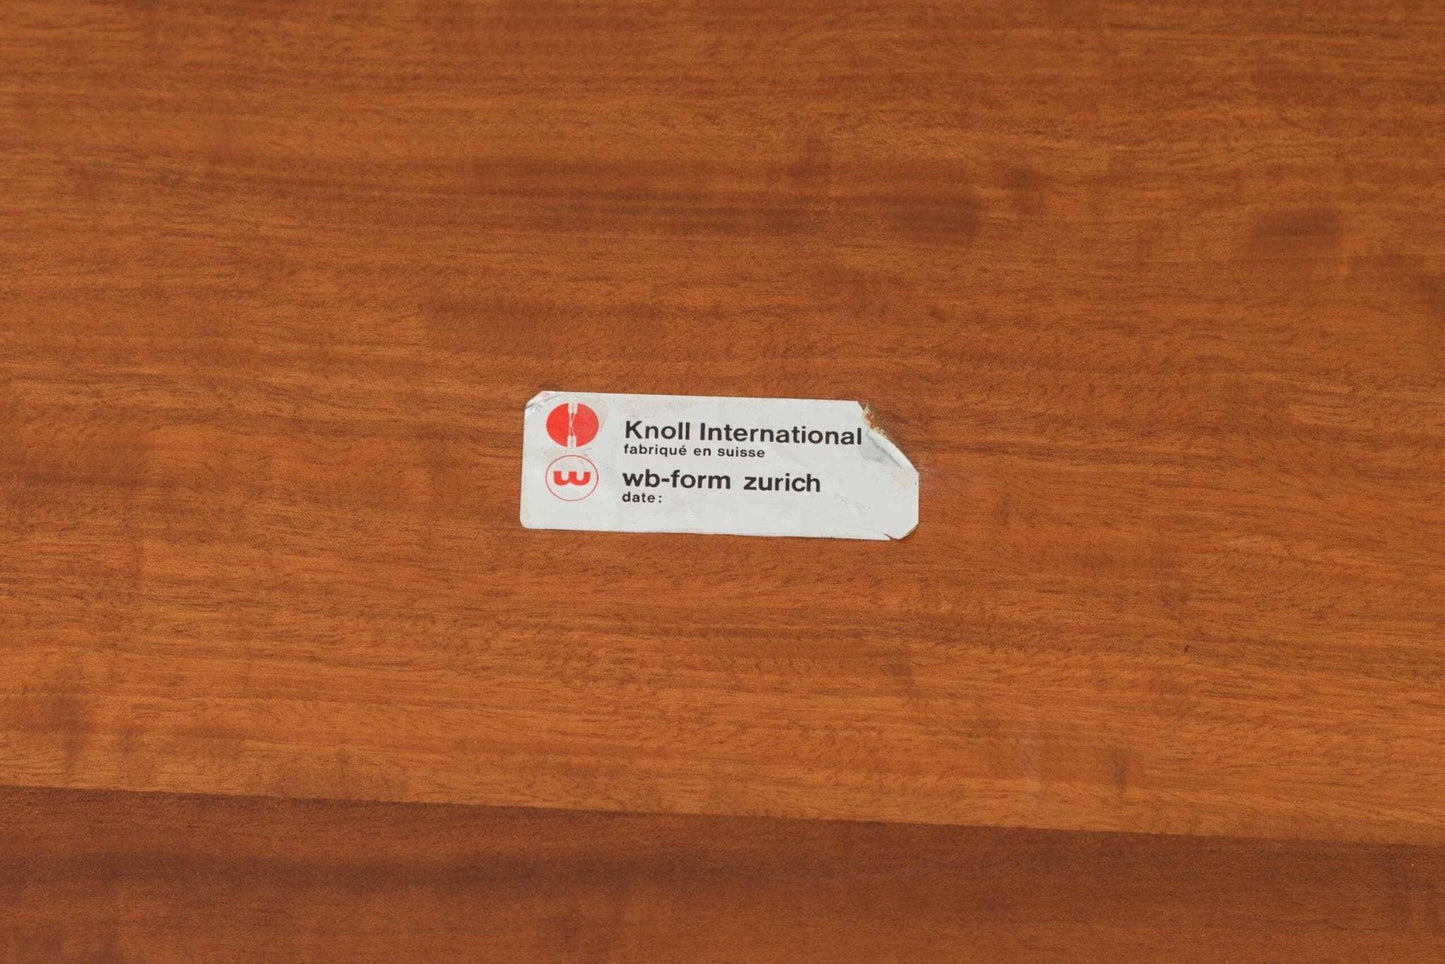 Knoll International
fabriqué en suisse
wb-form zurich
date: